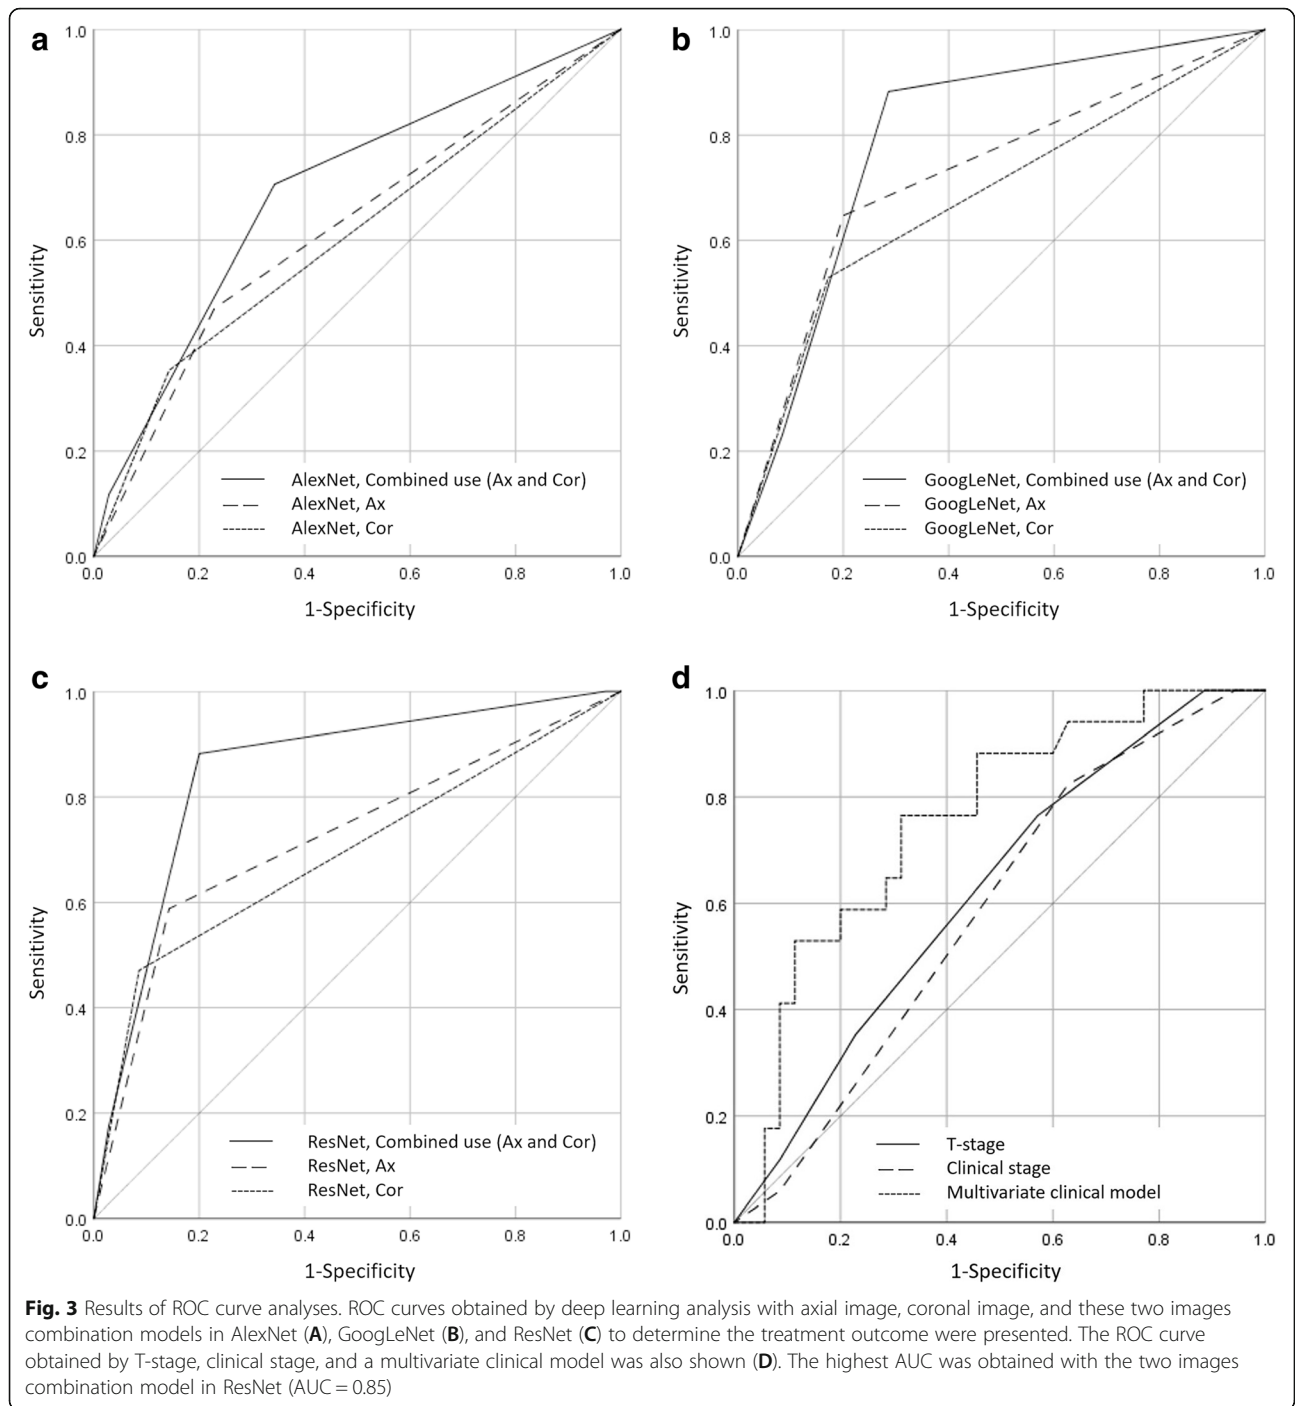 a
1.0
0.8
0.6
0.4
0.2
0.0
Sensitivity
AlexNet, Combined use (Ax and Cor)
AlexNet, Ax
AlexNet, Cor
0.0 0.2 0.4 0.6 0.8 1.0
1-Specificity
b
1.0
0.8
0.6
0.4
0.2
0.0
Sensitivity
GoogLeNet, Combined use (Ax and Cor)
GoogLeNet, Ax
GoogLeNet, Cor
0.0 0.2 0.4 0.6 0.8 1.0
1-Specificity
c
1.0
0.8
0.6
0.4
0.2
0.0
Sensitivity
ResNet, Combined use (Ax and Cor)
ResNet, Ax
ResNet, Cor
0.0 0.2 0.4 0.6 0.8 1.0
1-Specificity
d
1.0
0.8
0.6
0.4
0.2
0.0
Sensitivity
T-stage
Clinical stage
Multivariate clinical model
0.0 0.2 0.4 0.6 0.8 1.0
1-Specificity
Fig. 3 Results of ROC curve analyses. ROC curves obtained by deep learning analysis with axial image, coronal image, and these two images
combination models in AlexNet (A), GoogLeNet (B), and ResNet (C) to determine the treatment outcome were presented. The ROC curve
obtained by T-stage, clinical stage, and a multivariate clinical model was also shown (D). The highest AUC was obtained with the two images
combination model in ResNet (AUC = 0.85)